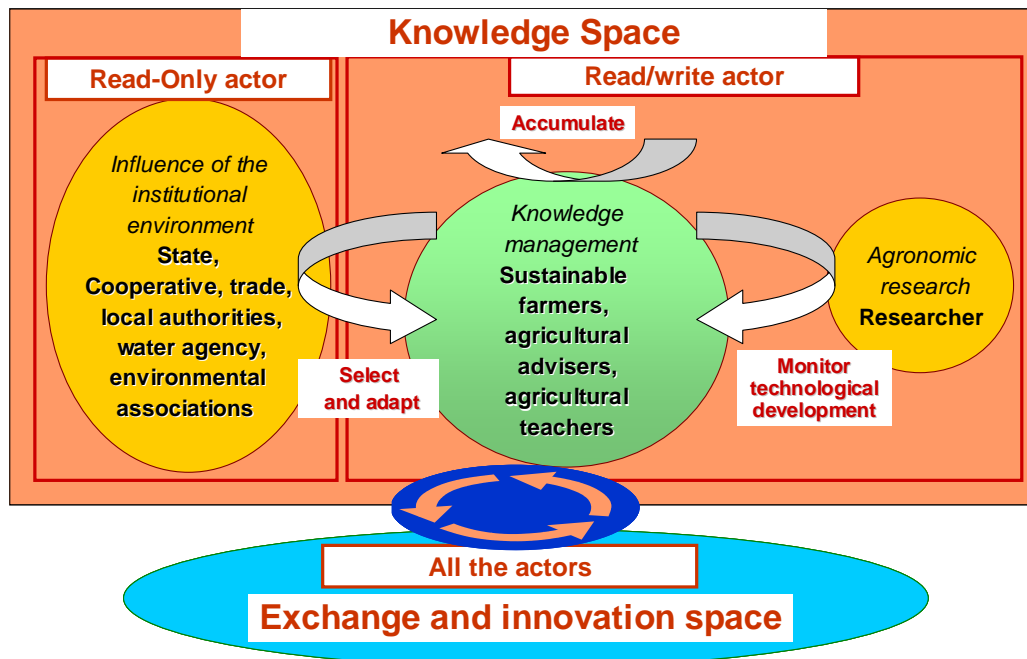 Knowledge Space
Read-Only actor
Read/write actor
Accumulate
Influence of the
institutional
environment
State,
Cooperative, trade,
local authorities,
water agency,
environmental
associations
Select
and adapt
Knowledge
management
Sustainable
farmers,
agricultural
advisers,
agricultural
teachers
Agronomic
research
Researcher
Monitor
technological
development
All the actors
Exchange and innovation space